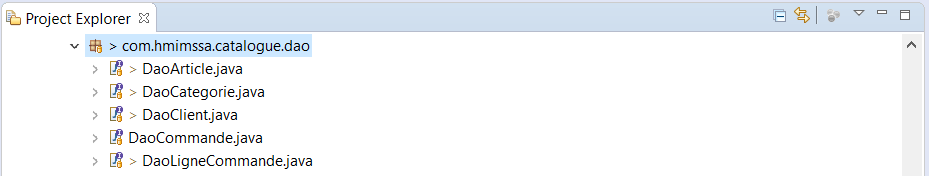 Project Explorer
> com.hmimssa.catalogue.dao
> DaoArticle.java
> DaoCategorie.java
> DaoClient.java
DaoCommande.java
> DaoLigneCommande.java